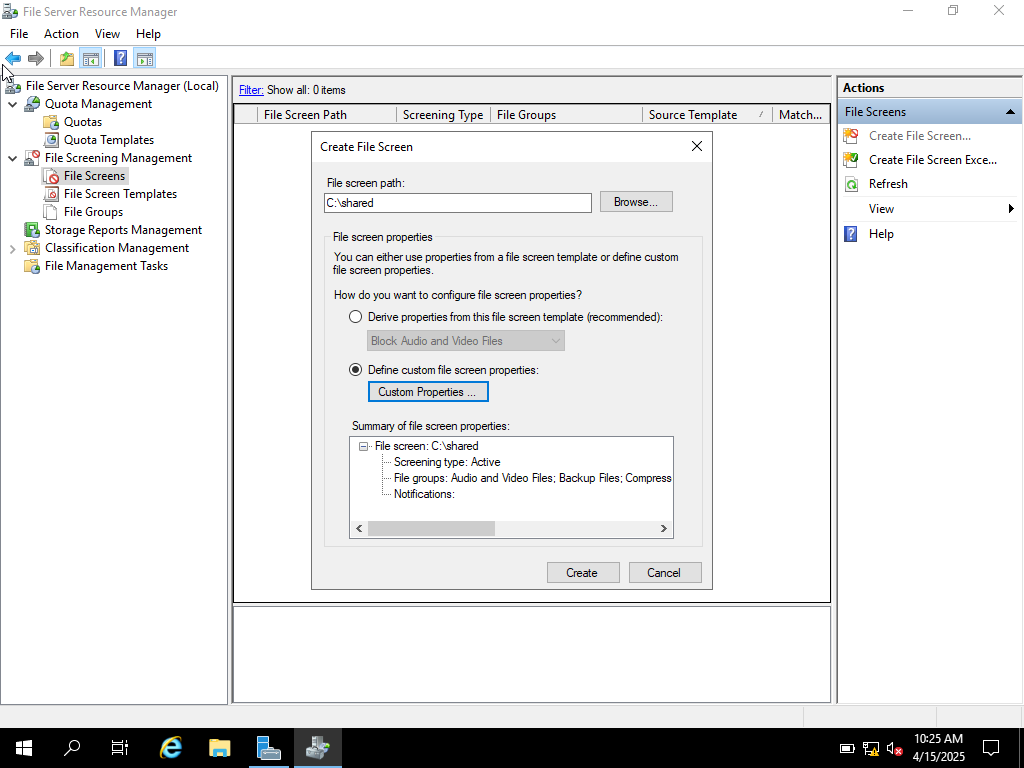 File Server Resource Manager
File Action View Help
File Server Resource Manager (Local)
Quota Management
Quotas
Quota Templates
File Screening Management
File Screens
File Screen Templates
File Groups
Storage Reports Management
Classification Management
File Management Tasks
Filter: Show all: 0 items
File Screen Path Screening Type File Groups Source Template Match...
Create File Screen
File screen path:
C:\shared
Browse...
File screen properties
You can either use properties from a file screen template or define custom
file screen properties.
How do you want to configure file screen properties?
Derive properties from this file screen template (recommended):
Block Audio and Video Files
Define custom file screen properties:
Custom Properties ...
Summary of file screen properties:
File screen: C:\shared
Screening type: Active
File groups: Audio and Video Files; Backup Files; Compress
Notifications:
Create Cancel
Actions
File Screens
Create File Screen...
Create File Screen Exce...
Refresh
View
Help
10:25 AM
4/15/2025